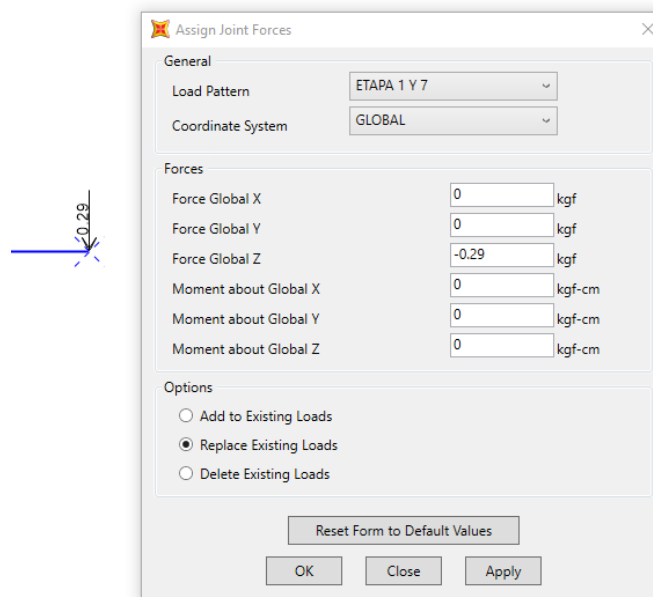 Assign Joint Forces
General
Load Pattern ETAPA 1 Y 7
Coordinate System GLOBAL
Forces
Force Global X 0 kgf
Force Global Y 0 kgf
Force Global Z -0.29 kgf
Moment about Global X 0 kgf-cm
Moment about Global Y 0 kgf-cm
Moment about Global Z 0 kgf-cm
Options
Add to Existing Loads
Replace Existing Loads
Delete Existing Loads
Reset Form to Default Values
OK Close Apply
0.29